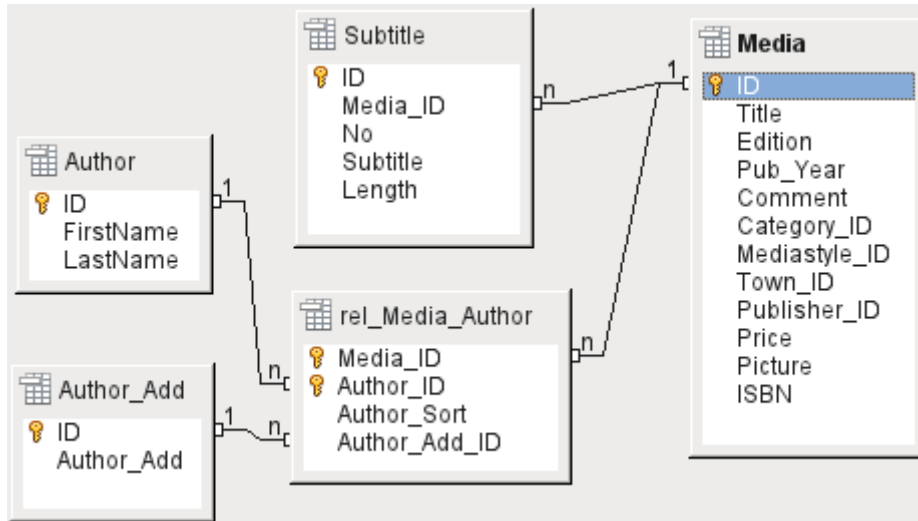 Subtitle
ID
Media_ID
No
Subtitle
Length
n
1
Media
ID
Title
Edition
Pub_Year
Comment
Category_ID
Mediastyle_ID
Town_ID
Publisher_ID
Price
Picture
ISBN
Author
ID
FirstName
LastName
1
n
rel_Media_Author
Media_ID
Author_ID
Author_Sort
Author_Add_ID
n
n
Author_Add
ID
Author_Add
1